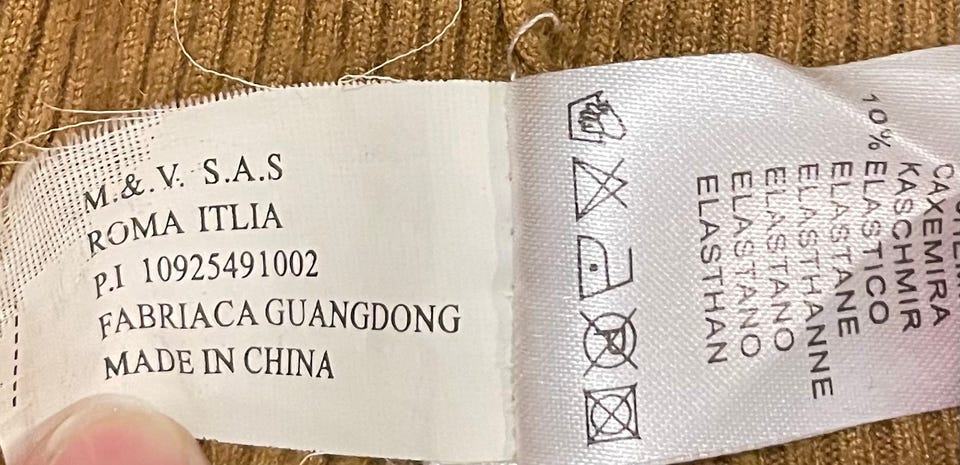 M.&.V. S.A.S
ROMA ITLIA
P.I 10925491002
FABRIACA GUANGDONG
MADE IN CHINA
CAXEMIRA
KASCHMIR
10% ELASTICO
ELASTANE
ELASTHANNE
ELASTANO
ELASTANO
ELASTHAN